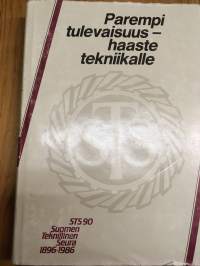 Parempi
tulevaisuus –
haaste
tekniikalle
STS
STS 90
Suomen
Teknillinen
Seura
1896-1986